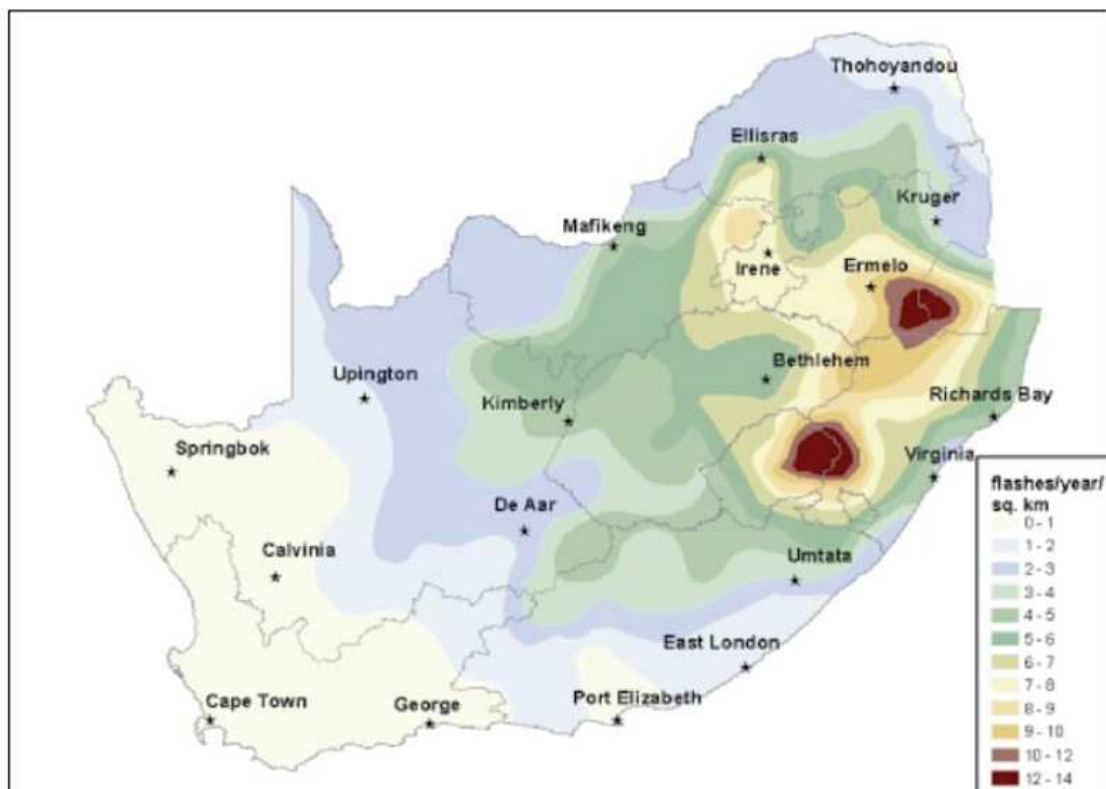 Thohoyandou
Ellisras
Kruger
Mafikeng
Irene
Ermelo
Bethlehem
Upington
Kimberly
Richards Bay
Springbok
Virginia
De Aar
Calvinia
Umtata
East London
Cape Town
George
Port Elizabeth
flashes/year/
sq. km
0 - 1
1 - 2
2 - 3
3 - 4
4 - 5
5 - 6
6 - 7
7 - 8
8 - 9
9 - 10
10 - 12
12 - 14